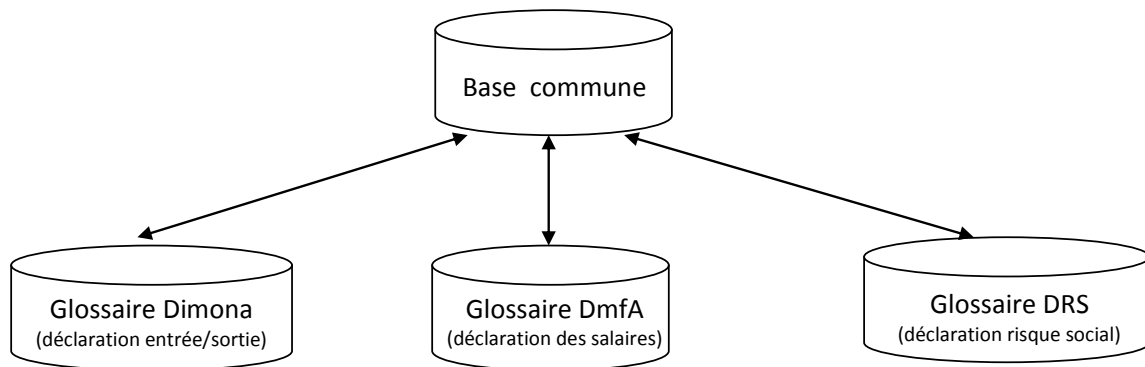 Base commune
Glossaire Dimona
(déclaration entrée/sortie)
Glossaire DmfA
(déclaration des salaires)
Glossaire DRS
(déclaration risque social)